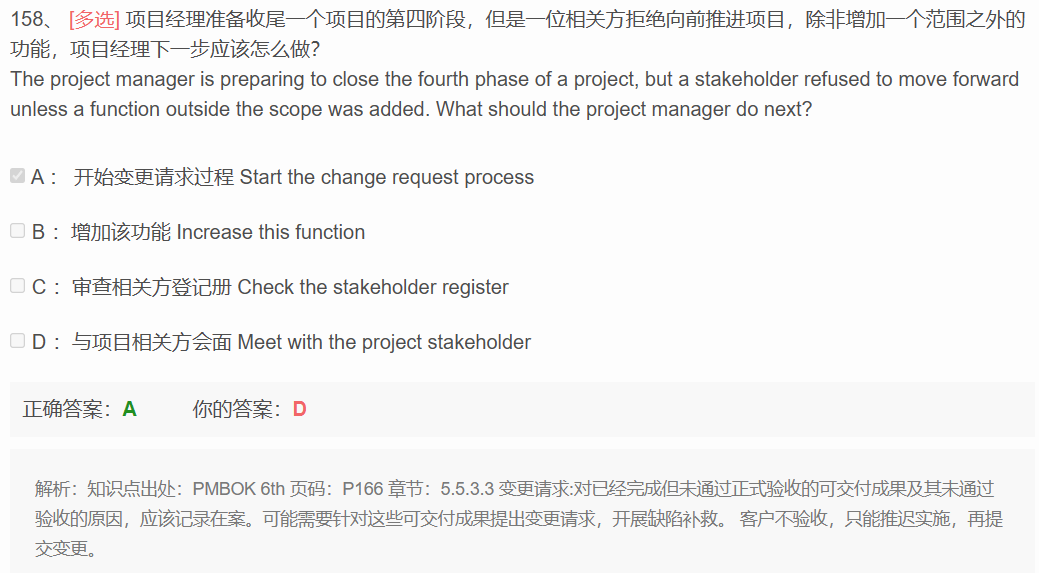 158、 [多选] 项目经理准备收尾一个项目的第四阶段，但是一位相关方拒绝向前推进项目，除非增加一个范围之外的
功能，项目经理下一步应该怎么做?
The project manager is preparing to close the fourth phase of a project, but a stakeholder refused to move forward
unless a function outside the scope was added. What should the project manager do next?
A： 开始变更请求过程 Start the change request process
B： 增加该功能 Increase this function
C： 审查相关方登记册 Check the stakeholder register
D： 与项目相关方会面 Meet with the project stakeholder
正确答案：A 你的答案：D
解析：知识点出处：PMBOK 6th 页码：P166 章节：5.5.3.3 变更请求:对已经完成但未通过正式验收的可交付成果及其未通过
验收的原因，应该记录在案。可能需要针对这些可交付成果提出变更请求，开展缺陷补救。 客户不验收，只能推迟实施，再提
交变更。